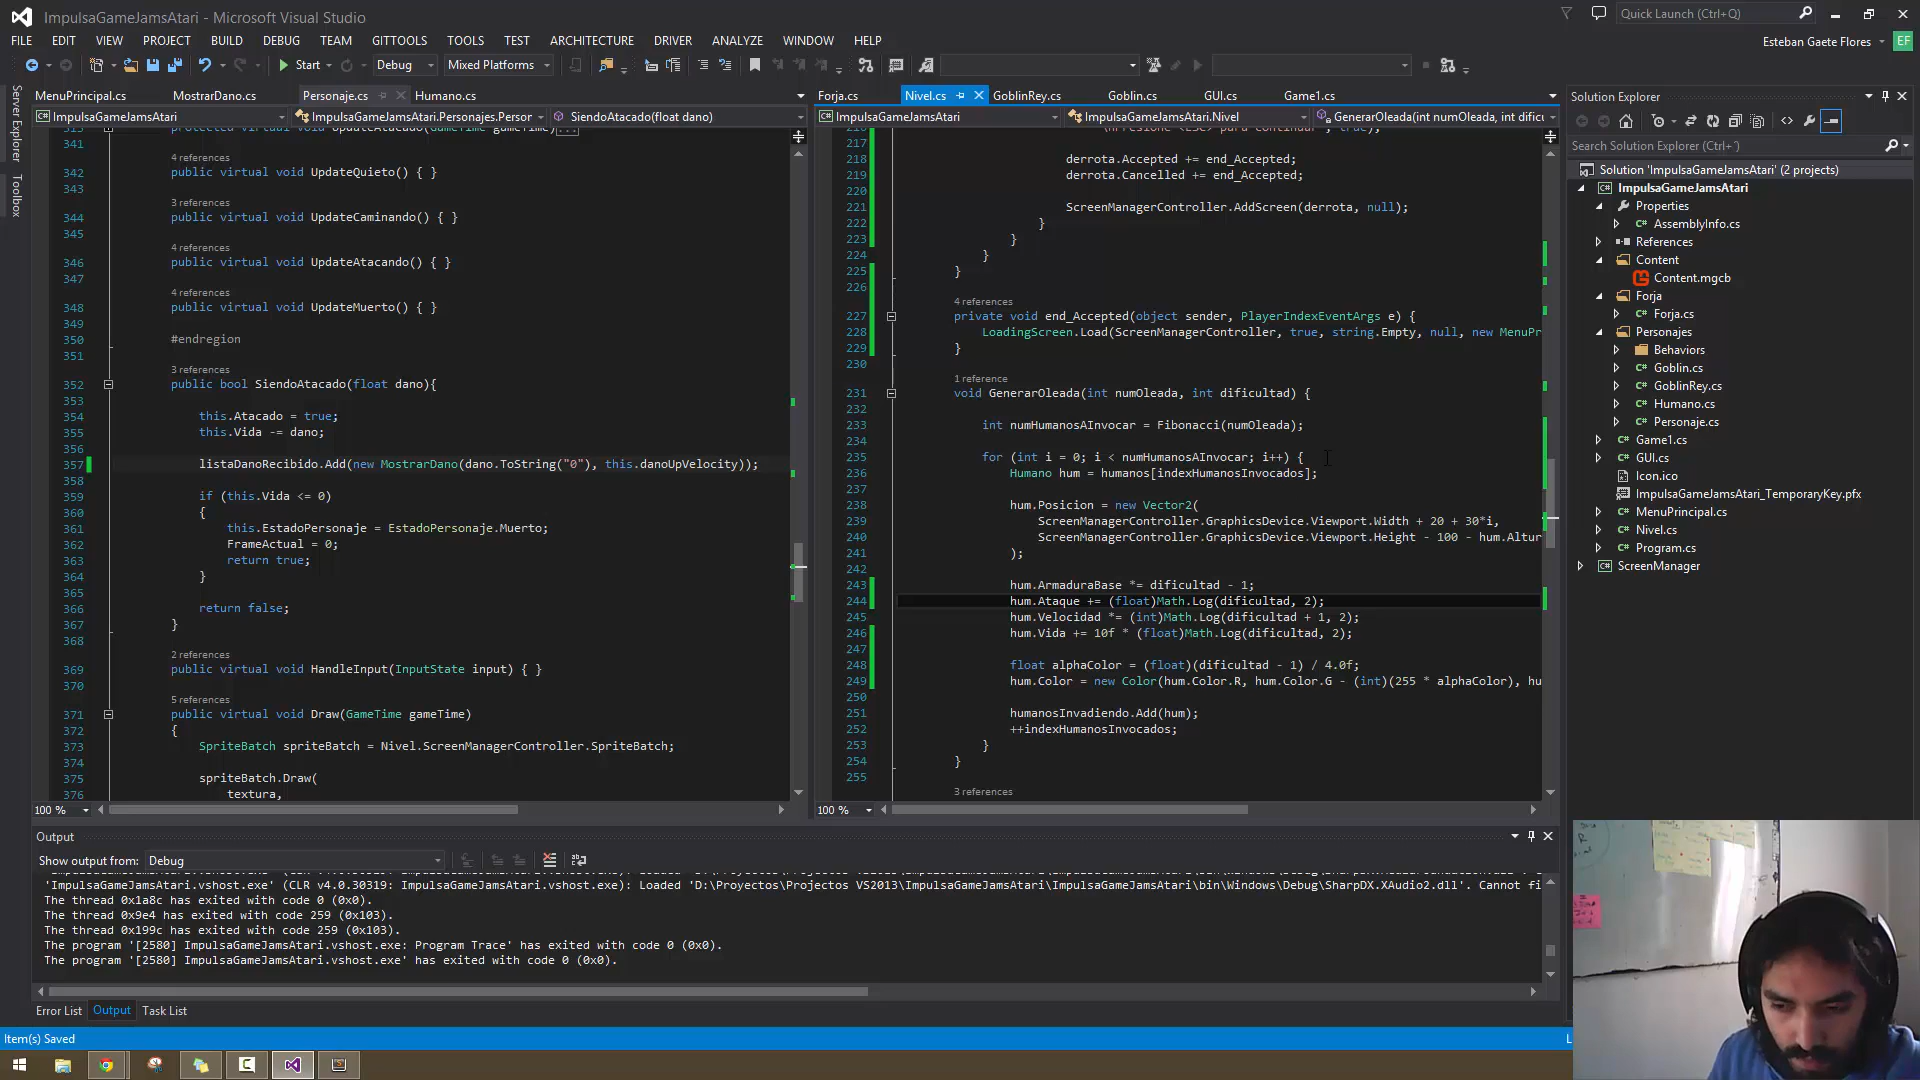 ImpulsaGameJamsAtari - Microsoft Visual Studio
Quick Launch (Ctrl+Q)
FILE EDIT VIEW PROJECT BUILD DEBUG TEAM GITTOOLS TOOLS TEST ARCHITECTURE DRIVER ANALYZE WINDOW HELP
Esteban Gaete Flores EF
Start Debug Mixed Platforms
Server Explorer
Toolbox
MenuPrincipal.cs MostrarDano.cs Personaje.cs Humano.cs
ImpulsaGameJamsAtari ImpulsaGameJamsAtari.Personajes.Person SiendoAtacado(float dano)
341
4 references
342 public virtual void UpdateQuieto() { }
343
3 references
344 public virtual void UpdateCaminando() { }
345
4 references
346 public virtual void UpdateAtacando() { }
347
4 references
348 public virtual void UpdateMuerto() { }
349
350 #endregion
351
3 references
352 public bool SiendoAtacado(float dano){
353
354 this.Atacado = true;
355 this.Vida -= dano;
356
357 listaDanoRecibido.Add(new MostrarDano(dano.ToString("0"), this.danoUpVelocity));
358
359 if (this.Vida <= 0)
360 {
361 this.EstadoPersonaje = EstadoPersonaje.Muerto;
362 FrameActual = 0;
363 return true;
364 }
365
366 return false;
367 }
368
2 references
369 public virtual void HandleInput(InputState input) { }
370
5 references
371 public virtual void Draw(GameTime gameTime)
372 {
373 SpriteBatch spriteBatch = Nivel.ScreenManagerController.SpriteBatch;
374
375 spriteBatch.Draw(
376 textura,
100 %
Forja.cs Nivel.cs GoblinRey.cs Goblin.cs GUI.cs Game1.cs
ImpulsaGameJamsAtari ImpulsaGameJamsAtari.Nivel GenerarOleada(int numOleada, int dificu
217
218 derrota.Accepted += end_Accepted;
219 derrota.Cancelled += end_Accepted;
220
221 ScreenManagerController.AddScreen(derrota, null);
222 }
223 }
224 }
225 }
226
4 references
227 private void end_Accepted(object sender, PlayerIndexEventArgs e) {
228 LoadingScreen.Load(ScreenManagerController, true, string.Empty, null, new MenuPr
229 }
230
1 reference
231 void GenerarOleada(int numOleada, int dificultad) {
232
233 int numHumanosAInvocar = Fibonacci(numOleada);
234
235 for (int i = 0; i < numHumanosAInvocar; i++) {
236 Humano hum = humanos[indexHumanosInvocados];
237
238 hum.Posicion = new Vector2(
239 ScreenManagerController.GraphicsDevice.Viewport.Width + 20 + 30*i,
240 ScreenManagerController.GraphicsDevice.Viewport.Height - 100 - hum.Altur
241 );
242
243 hum.ArmaduraBase *= dificultad - 1;
244 hum.Ataque += (float)Math.Log(dificultad, 2);
245 hum.Velocidad *= (int)Math.Log(dificultad + 1, 2);
246 hum.Vida += 10f * (float)Math.Log(dificultad, 2);
247
248 float alphaColor = (float)(dificultad - 1) / 4.0f;
249 hum.Color = new Color(hum.Color.R, hum.Color.G - (int)(255 * alphaColor), hu
250
251 humanosInvadiendo.Add(hum);
252 ++indexHumanosInvocados;
253 }
254 }
255
3 references
100 %
Solution Explorer
Search Solution Explorer (Ctrl+´)
Solution 'ImpulsaGameJamsAtari' (2 projects)
ImpulsaGameJamsAtari
Properties
AssemblyInfo.cs
References
Content
Content.mgcb
Forja
Forja.cs
Personajes
Behaviors
Goblin.cs
GoblinRey.cs
Humano.cs
Personaje.cs
Game1.cs
GUI.cs
Icon.ico
ImpulsaGameJamsAtari_TemporaryKey.pfx
MenuPrincipal.cs
Nivel.cs
Program.cs
ScreenManager
Output
Show output from: Debug
'ImpulsaGameJamsAtari.vshost.exe' (CLR v4.0.30319: ImpulsaGameJamsAtari.vshost.exe): Loaded 'D:\Proyectos\Projectos VS2013\ImpulsaGameJamsAtari\ImpulsaGameJamsAtari\bin\Windows\Debug\SharpDX.XAudio2.dll'. Cannot fi
The thread 0x1a8c has exited with code 0 (0x0).
The thread 0x9e4 has exited with code 259 (0x103).
The thread 0x199c has exited with code 259 (0x103).
The program '[2580] ImpulsaGameJamsAtari.vshost.exe: Program Trace' has exited with code 0 (0x0).
The program '[2580] ImpulsaGameJamsAtari.vshost.exe' has exited with code 0 (0x0).
Error List Output Task List
Item(s) Saved